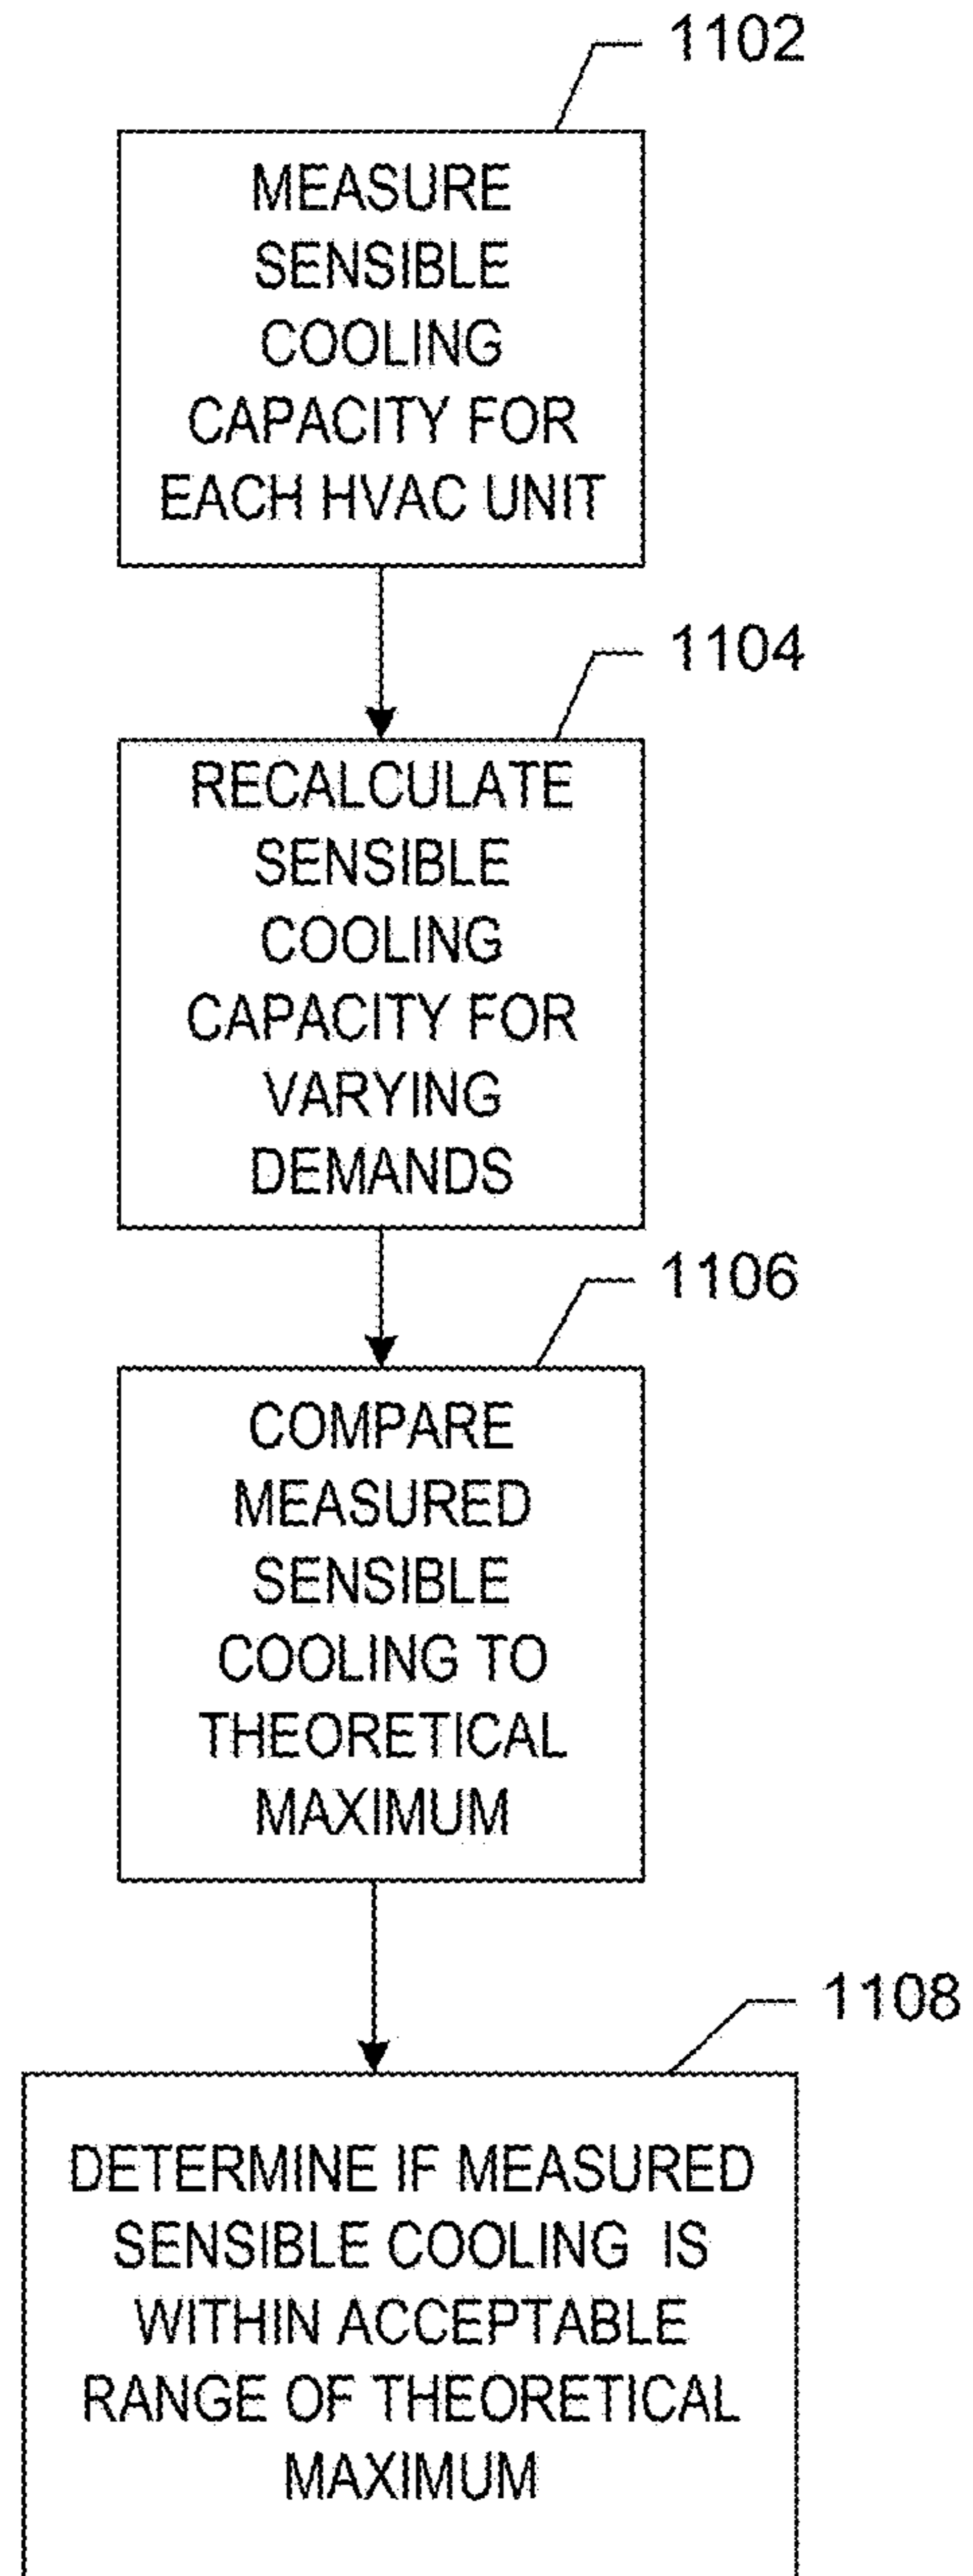 1102
MEASURE
SENSIBLE
COOLING
CAPACITY FOR
EACH HVAC UNIT
1104
RECALCULATE
SENSIBLE
COOLING
CAPACITY FOR
VARYING
DEMANDS
1106
COMPARE
MEASURED
SENSIBLE
COOLING TO
THEORETICAL
MAXIMUM
1108
DETERMINE IF MEASURED
SENSIBLE COOLING IS
WITHIN ACCEPTABLE
RANGE OF THEORETICAL
MAXIMUM